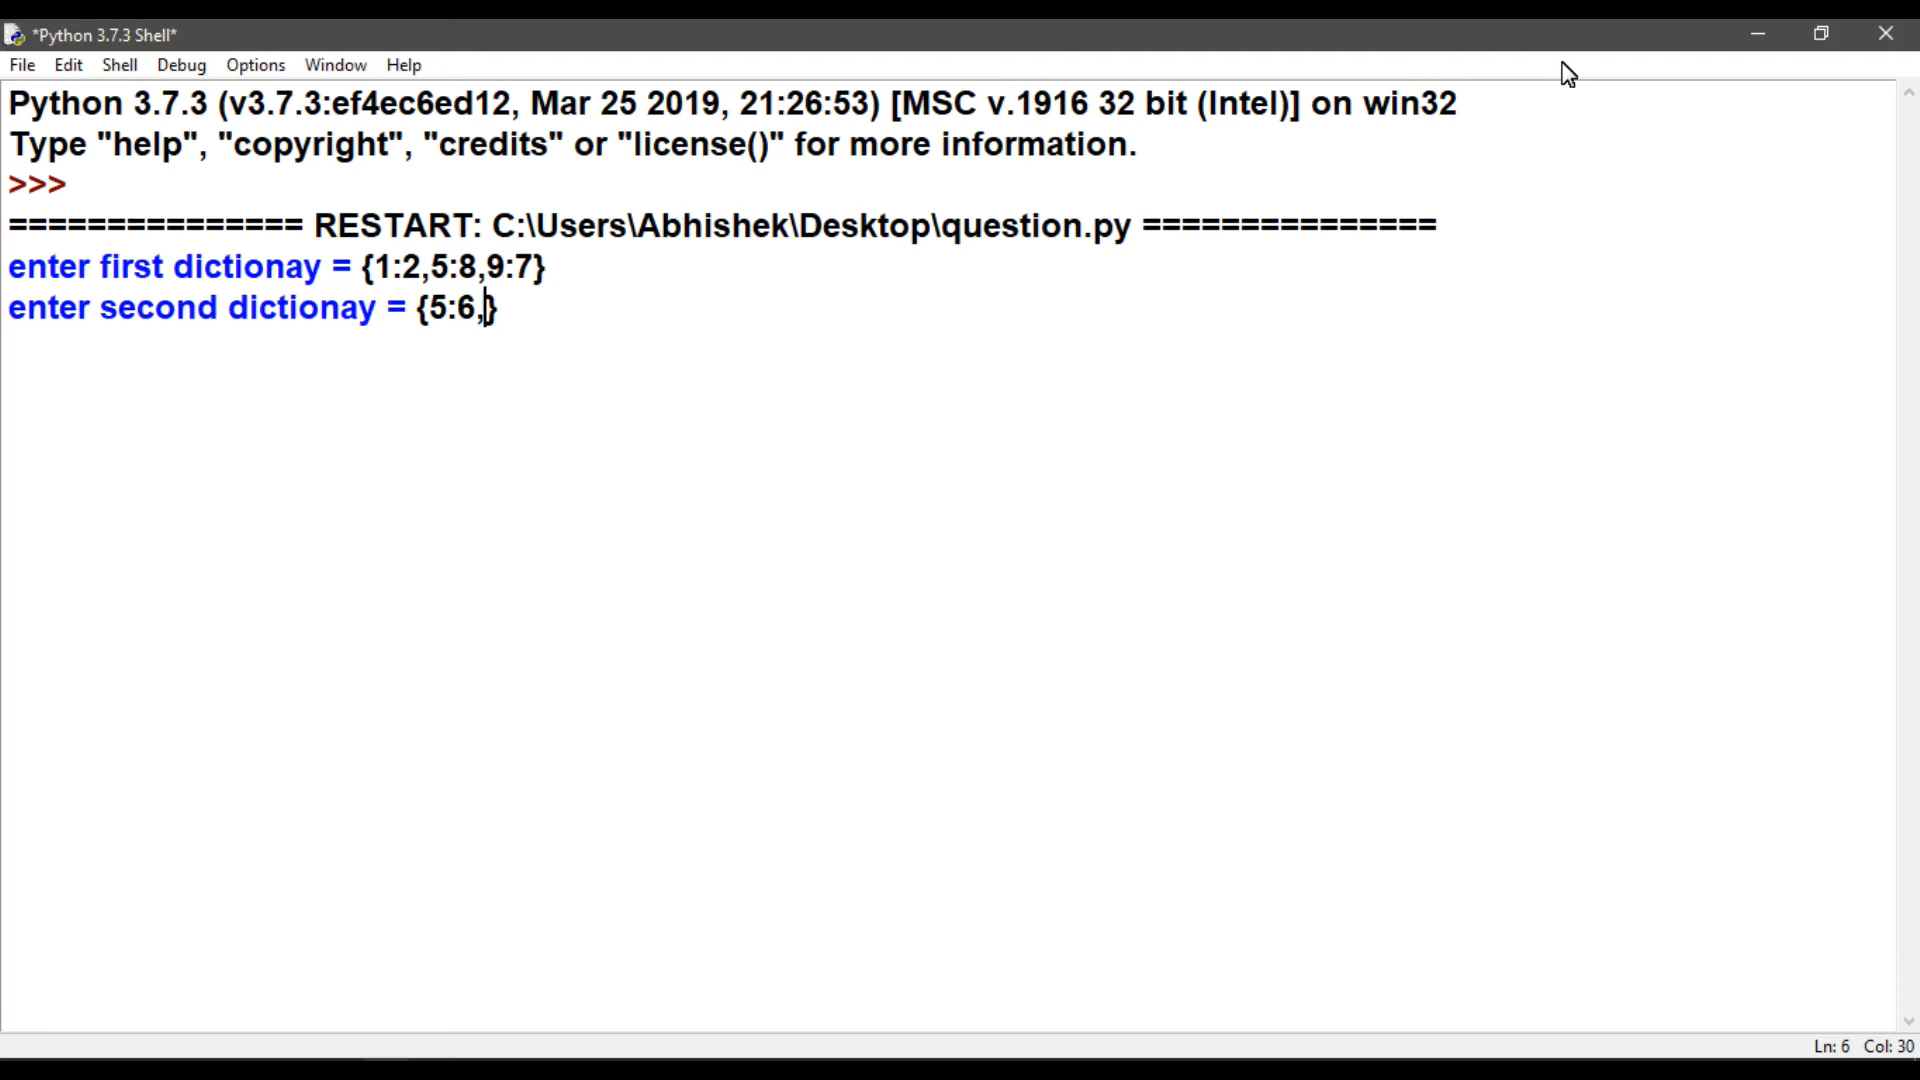 *Python 3.7.3 Shell*
File Edit Shell Debug Options Window Help
Python 3.7.3 (v3.7.3:ef4ec6ed12, Mar 25 2019, 21:26:53) [MSC v.1916 32 bit (Intel)] on win32
Type "help", "copyright", "credits" or "license()" for more information.
>>>
=============== RESTART: C:\Users\Abhishek\Desktop\question.py ===============
enter first dictionay = {1:2,5:8,9:7}
enter second dictionay = {5:6,}
Ln: 6 Col: 30